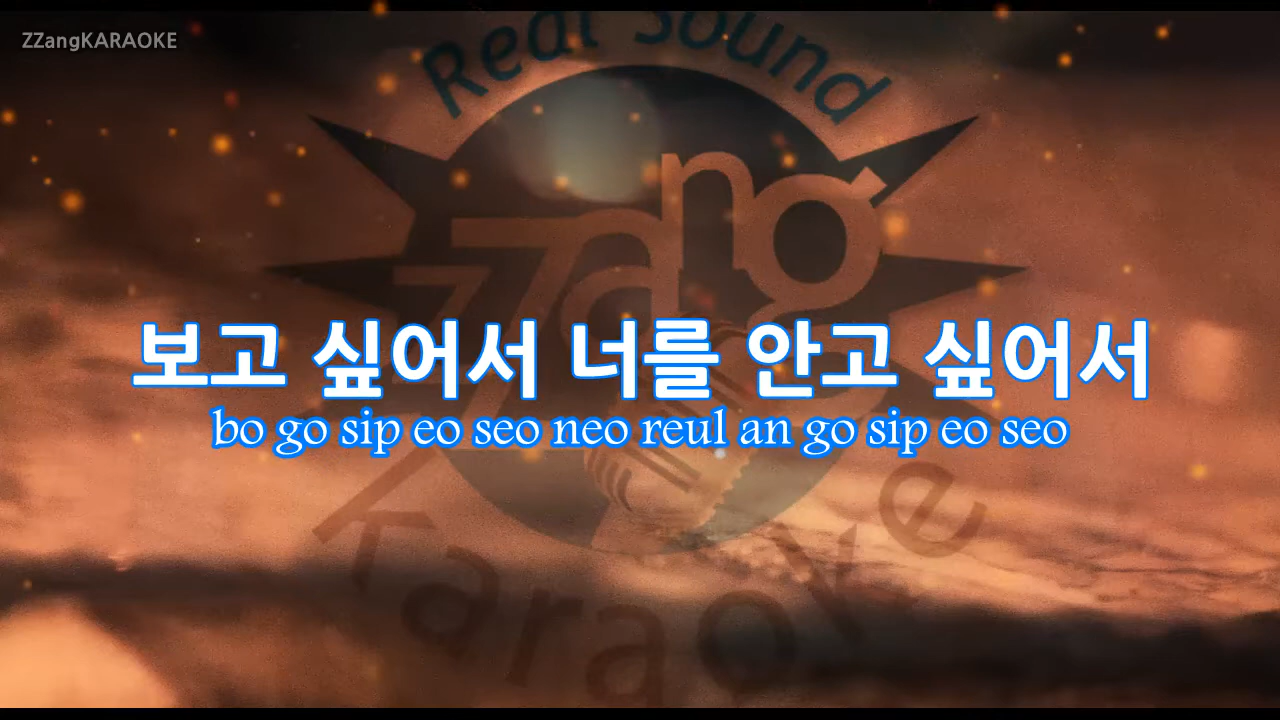 ZZangKARAOKE
Real Sound
ZZang
보고 싶어서 너를 안고 싶어서
bo go sip eo seo neo reul an go sip eo seo
Karaoke